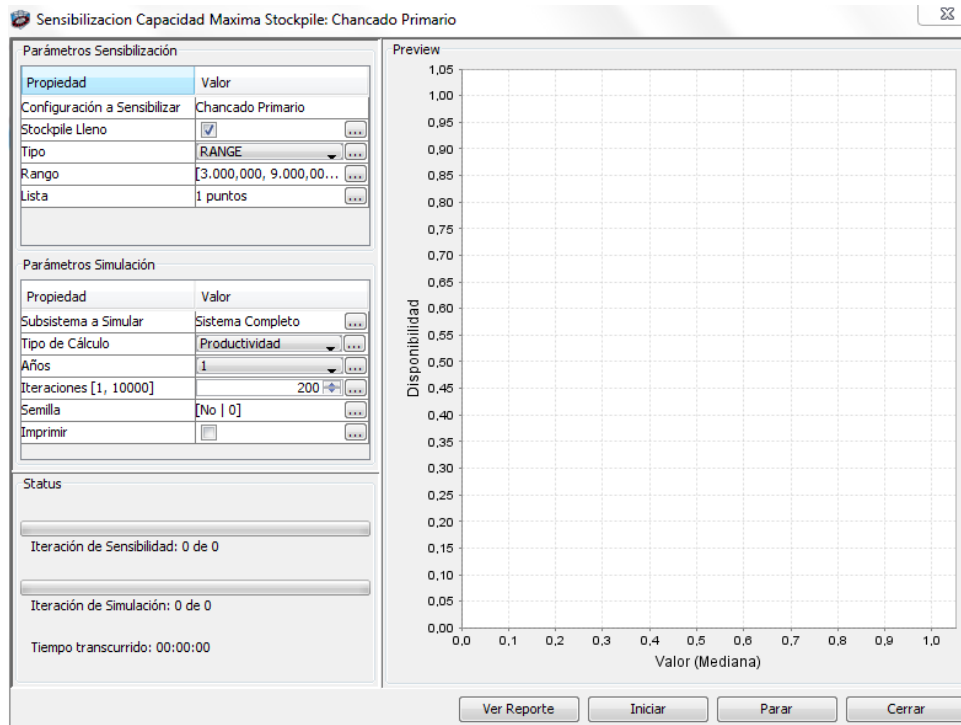 Sensibilizacion Capacidad Maxima Stockpile: Chancado Primario
Parámetros Sensibilización
Propiedad Valor
Configuración a Sensibilizar Chancado Primario
Stockpile Lleno ...
Tipo RANGE ...
Rango [3.000,000, 9.000,00... ...
Lista 1 puntos ...
Parámetros Simulación
Propiedad Valor
Subsistema a Simular Sistema Completo ...
Tipo de Cálculo Productividad ...
Años 1 ...
Iteraciones [1, 10000] 200 ...
Semilla [No | 0] ...
Imprimir ...
Status
Iteración de Sensibilidad: 0 de 0
Iteración de Simulación: 0 de 0
Tiempo transcurrido: 00:00:00
Preview
1,05
1,00
0,95
0,90
0,85
0,80
0,75
0,70
0,65
0,60
0,55
0,50
0,45
0,40
0,35
0,30
0,25
0,20
0,15
0,10
0,05
0,00
Disponibilidad
0,0 0,1 0,2 0,3 0,4 0,5 0,6 0,7 0,8 0,9 1,0
Valor (Mediana)
Ver Reporte Iniciar Parar Cerrar